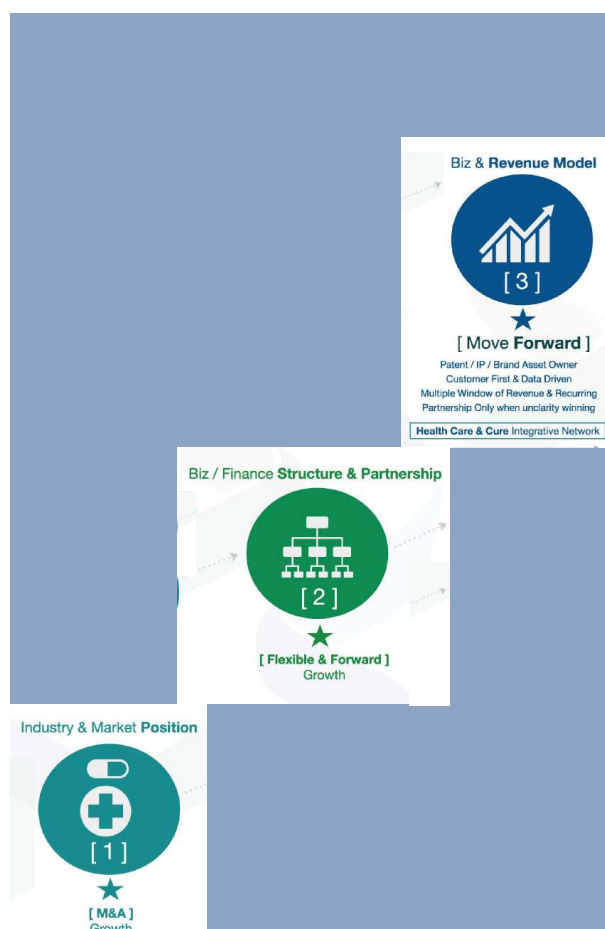 Biz & Revenue Model
[ 3 ]
[ Move Forward ]
Patent / IP / Brand Asset Owner
Customer First & Data Driven
Multiple Window of Revenue & Recurring
Partnership Only when unclarity winning
Health Care & Cure Integrative Network
Biz / Finance Structure & Partnership
[ 2 ]
[ Flexible & Forward ]
Growth
Industry & Market Position
[ 1 ]
[ M&A ]
Growth